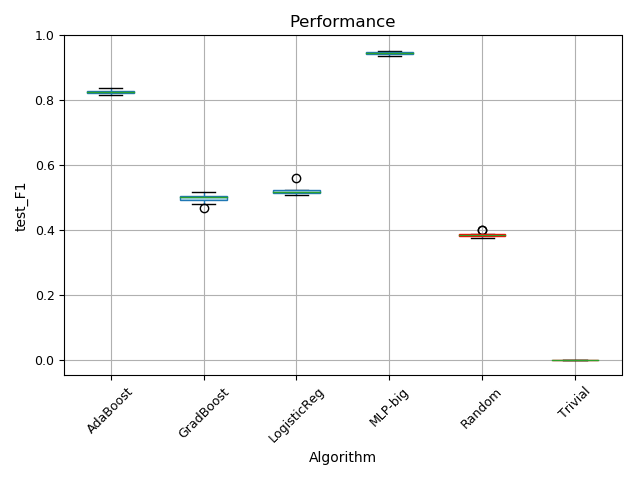 Performance
1.0
0.8
0.6
0.4
0.2
0.0
test_F1
AdaBoost
GradBoost
LogisticReg
MLP-big
Random
Trivial
Algorithm